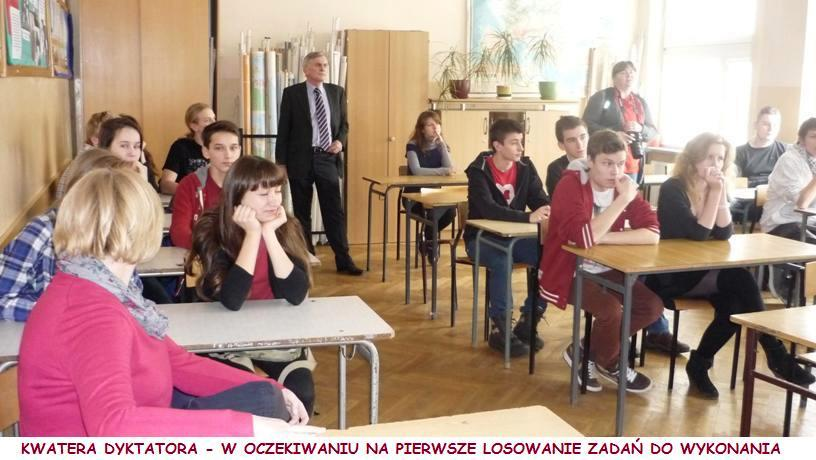 KWATERA DYKTATORA - W OCZEKIWANIU NA PIERWSZE LOSOWANIE ZADAŃ DO WYKONANIA